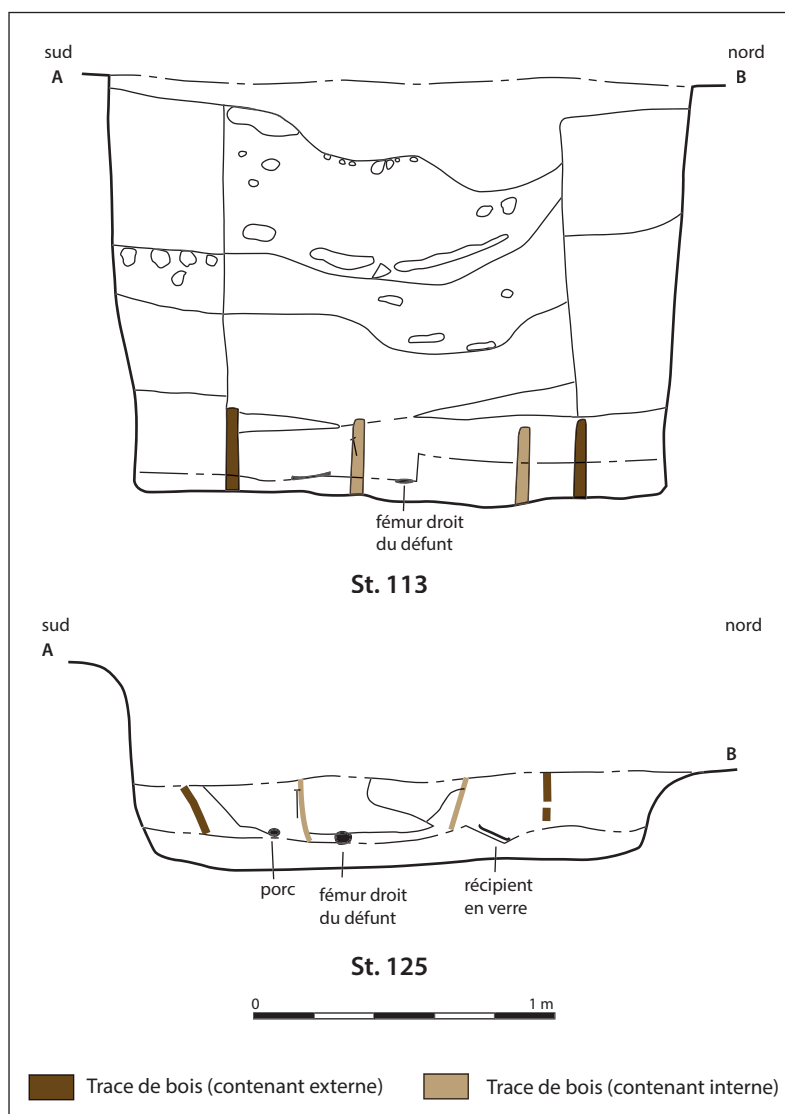 sud
nord
A
B
fémur droit
du défunt
St. 113
sud
nord
A
B
porc
fémur droit
du défunt
récipient
en verre
St. 125
0
1 m
Trace de bois (contenant externe)
Trace de bois (contenant interne)